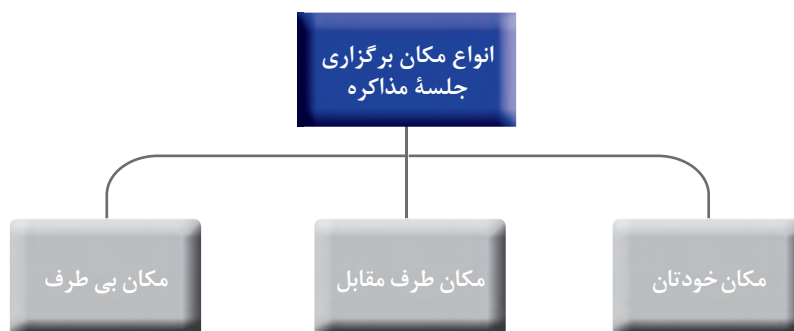 انواع مکان برگزاری
جلسهٔ مذاکره
مکان خودتان
مکان طرف مقابل
مکان بی طرف